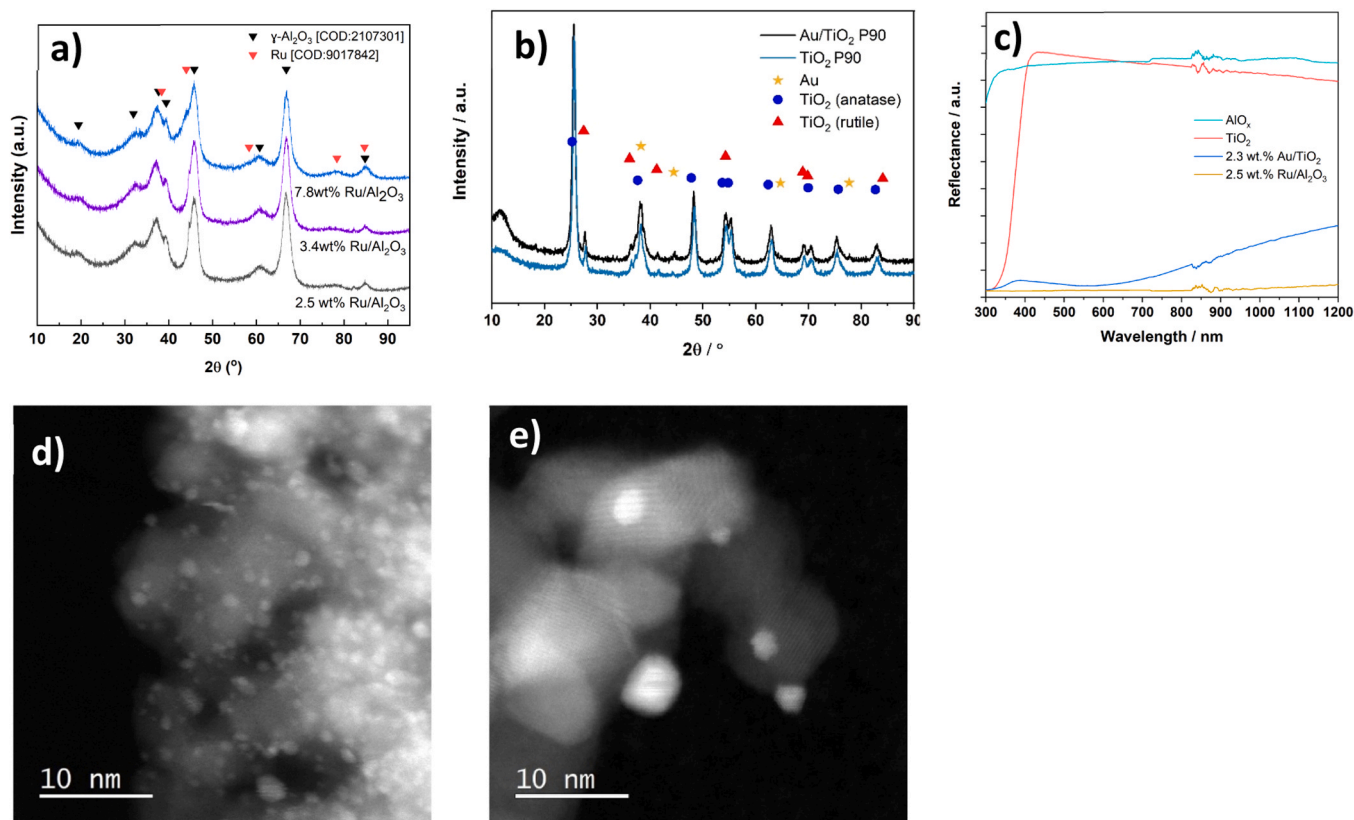 a)
γ-Al₂O₃ [COD:2107301]
Ru [COD:9017842]
Intensity (a.u.)
7.8wt% Ru/Al₂O₃
3.4wt% Ru/Al₂O₃
2.5 wt% Ru/Al₂O₃
10 20 30 40 50 60 70 80 90
2θ (°)
b)
Au/TiO₂ P90
TiO₂ P90
Au
TiO₂ (anatase)
TiO₂ (rutile)
Intensity / a.u.
10 20 30 40 50 60 70 80 90
2θ / °
c)
Reflectance / a.u.
AlOₓ
TiO₂
2.3 wt.% Au/TiO₂
2.5 wt.% Ru/Al₂O₃
300 400 500 600 700 800 900 1000 1100 1200
Wavelength / nm
d)
10 nm
e)
10 nm